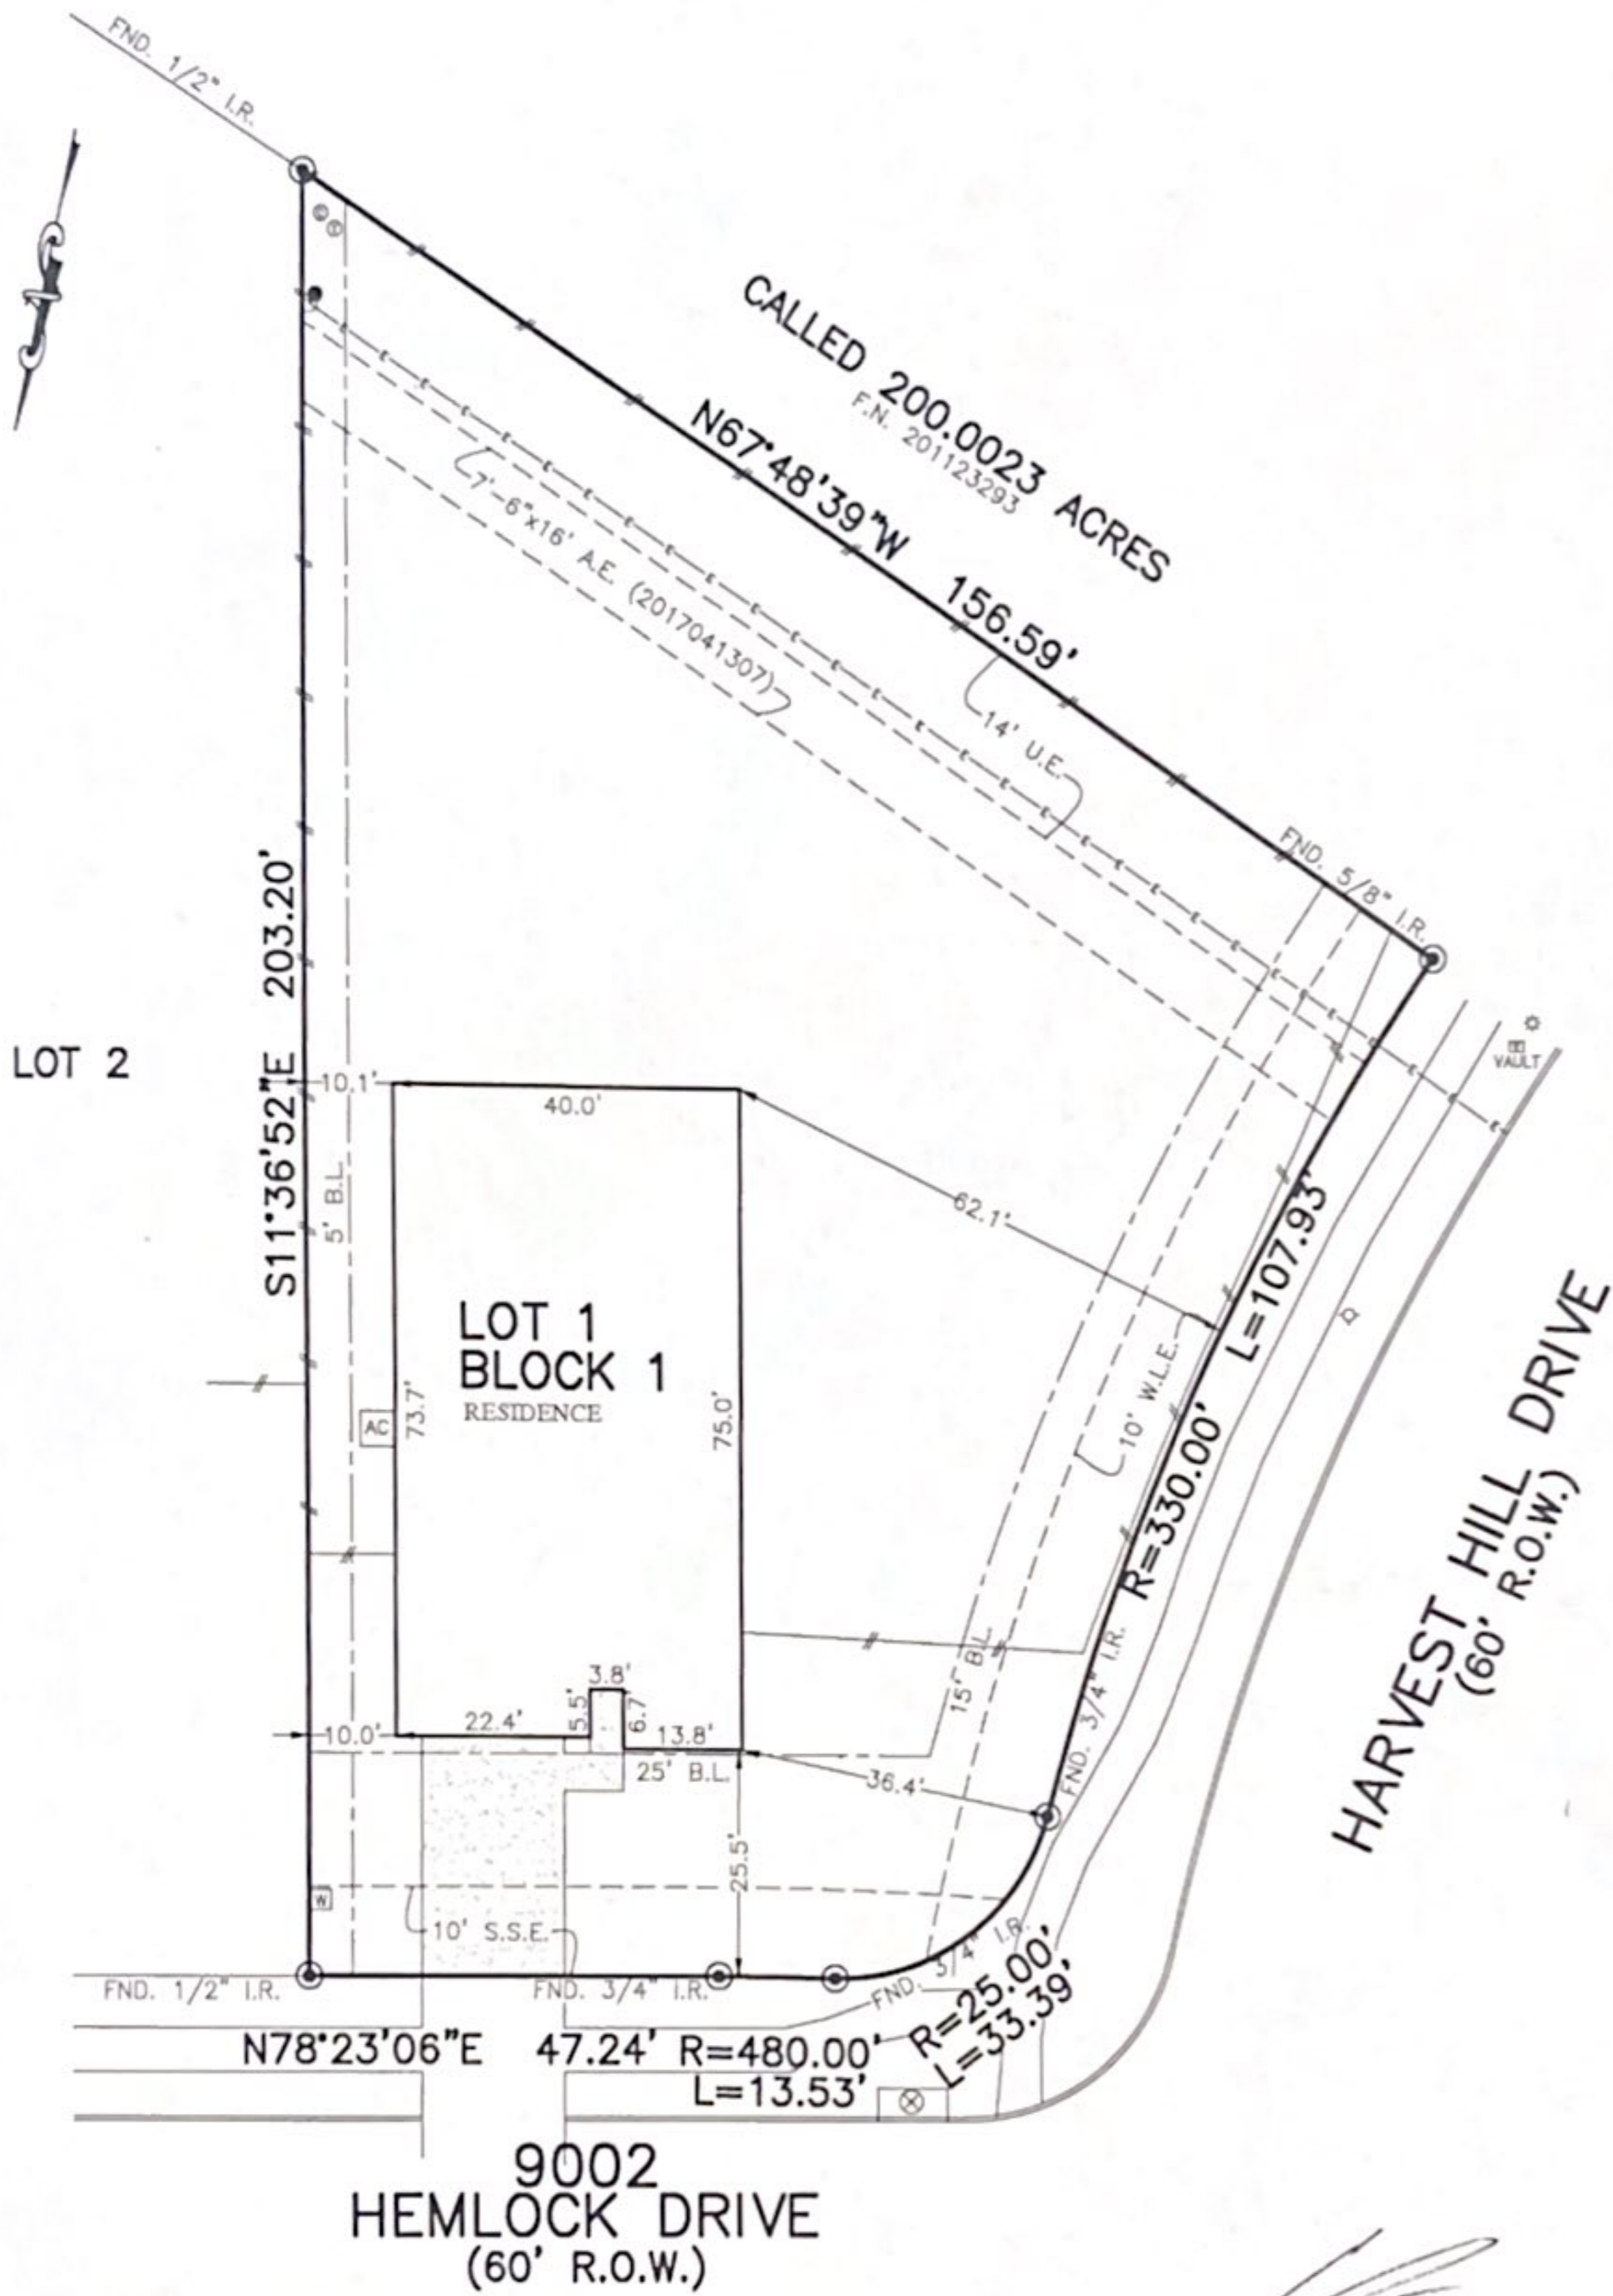 FND. 1/2" I.R.
CALLED 200.0023 ACRES
F.N. 201123293
N67°48'39"W 156.59'
7'-6"x16' A.E. (2017041307)
14' U.E.
FND. 5/8" I.R.
VAULT
S11°36'52"E 203.20'
LOT 2
10.1'
40.0'
5' B.L.
62.1'
L=107.93'
R=330.00'
LOT 1
BLOCK 1
RESIDENCE
AC
73.7'
75.0'
10' W.L.E.
HARVEST HILL DRIVE
(60' R.O.W.)
15' B.L.
FND. 3/4" I.R.
3.8'
5.5'
6.7'
10.0'
22.4'
13.8'
25' B.L.
36.4'
25.5'
W
10' S.S.E.
FND. 1/2" I.R.
FND. 3/4" I.R.
FND. 3/4" I.R.
R=25.00'
L=33.39'
N78°23'06"E 47.24' R=480.00'
L=13.53'
9002
HEMLOCK DRIVE
(60' R.O.W.)